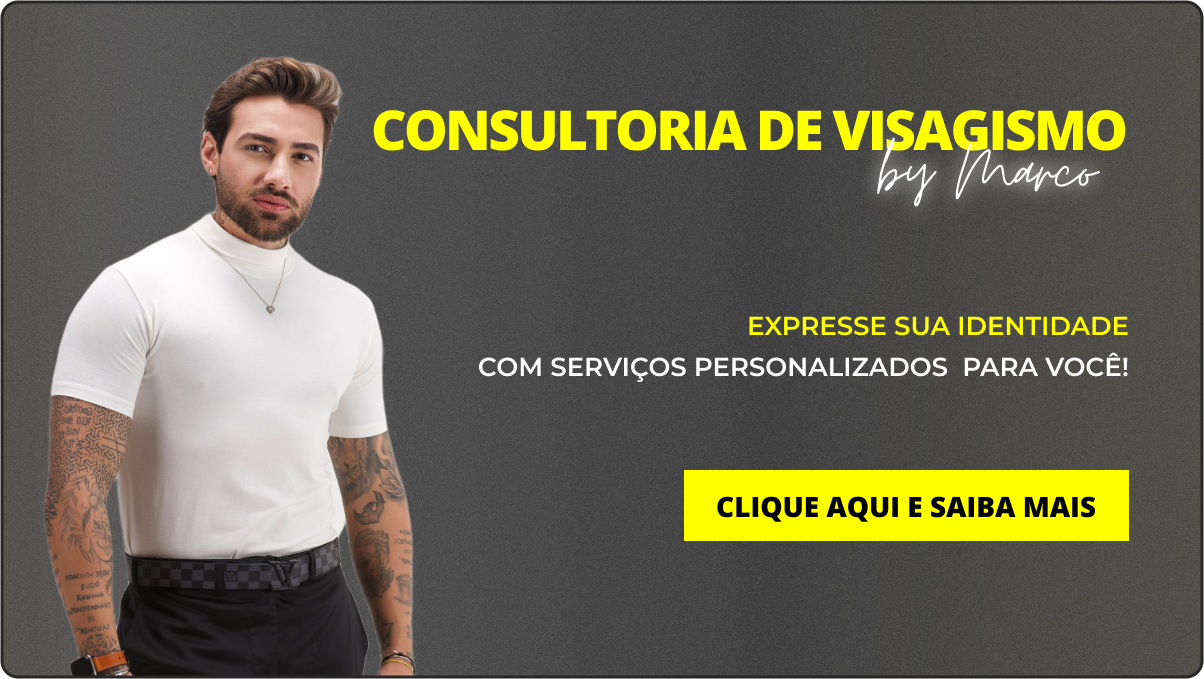 CONSULTORIA DE VISAGISMO
by Marco
EXPRESSE SUA IDENTIDADE
COM SERVIÇOS PERSONALIZADOS  PARA VOCÊ!
CLIQUE AQUI E SAIBA MAIS